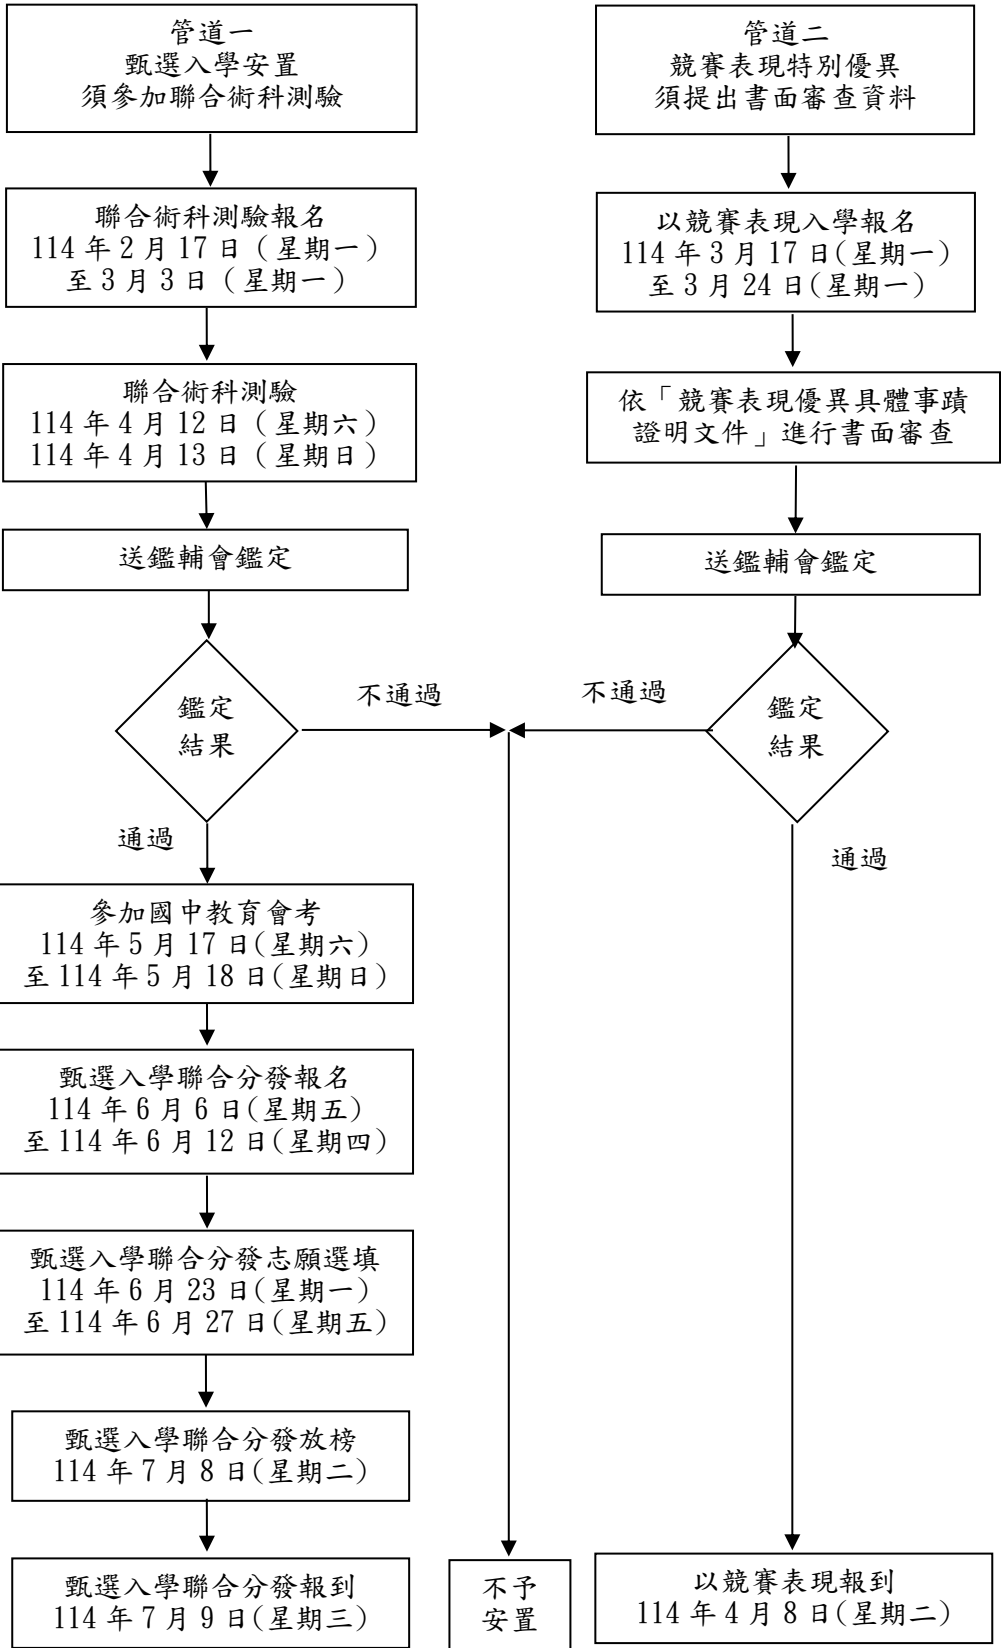 管道一
甄選入學安置
須參加聯合術科測驗
聯合術科測驗報名
114 年 2 月 17 日（星期一）
至 3 月 3 日（星期一）
聯合術科測驗
114 年 4 月 12 日（星期六）
114 年 4 月 13 日（星期日）
送鑑輔會鑑定
鑑定
結果
不通過
通過
參加國中教育會考
114 年 5 月 17 日(星期六)
至 114 年 5 月 18 日(星期日)
甄選入學聯合分發報名
114 年 6 月 6 日(星期五)
至 114 年 6 月 12 日(星期四)
甄選入學聯合分發志願選填
114 年 6 月 23 日(星期一)
至 114 年 6 月 27 日(星期五)
甄選入學聯合分發放榜
114 年 7 月 8 日(星期二)
甄選入學聯合分發報到
114 年 7 月 9 日(星期三)
管道二
競賽表現特別優異
須提出書面審查資料
以競賽表現入學報名
114 年 3 月 17 日(星期一)
至 3 月 24 日(星期一)
依「競賽表現優異具體事蹟
證明文件」進行書面審查
送鑑輔會鑑定
鑑定
結果
不通過
通過
不予
安置
以競賽表現報到
114 年 4 月 8 日(星期二)